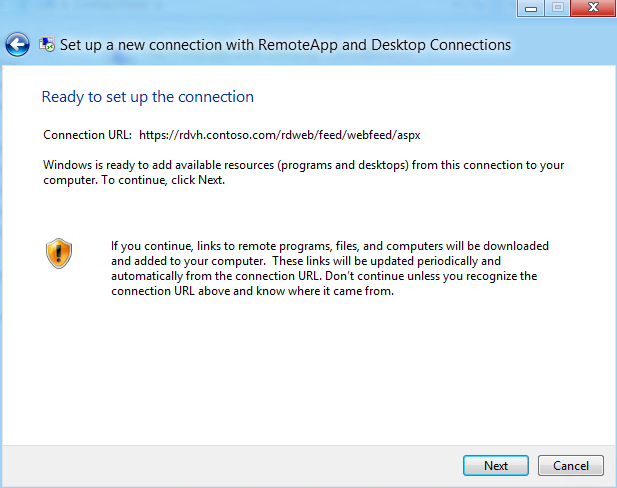 Set up a new connection with RemoteApp and Desktop Connections
Ready to set up the connection
Connection URL: https://rdvh.contoso.com/rdweb/feed/webfeed/aspx
Windows is ready to add available resources (programs and desktops) from this connection to your
computer. To continue, click Next.
If you continue, links to remote programs, files, and computers will be downloaded
and added to your computer. These links will be updated periodically and
automatically from the connection URL. Don't continue unless you recognize the
connection URL above and know where it came from.
Next
Cancel